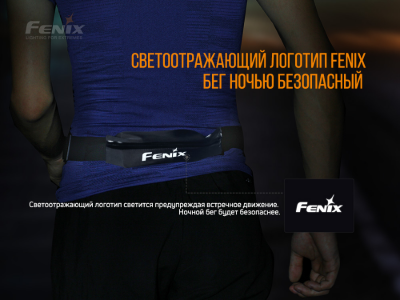 FENIX
СВЕТООТРАЖАЮЩИЙ ЛОГОТИП FENIX
БЕГ НОЧЬЮ БЕЗОПАСНЫЙ
FENIX
Светоотражающий логотип светится предупреждая встречное движение.
Ночной бег будет безопаснее.
FENIX